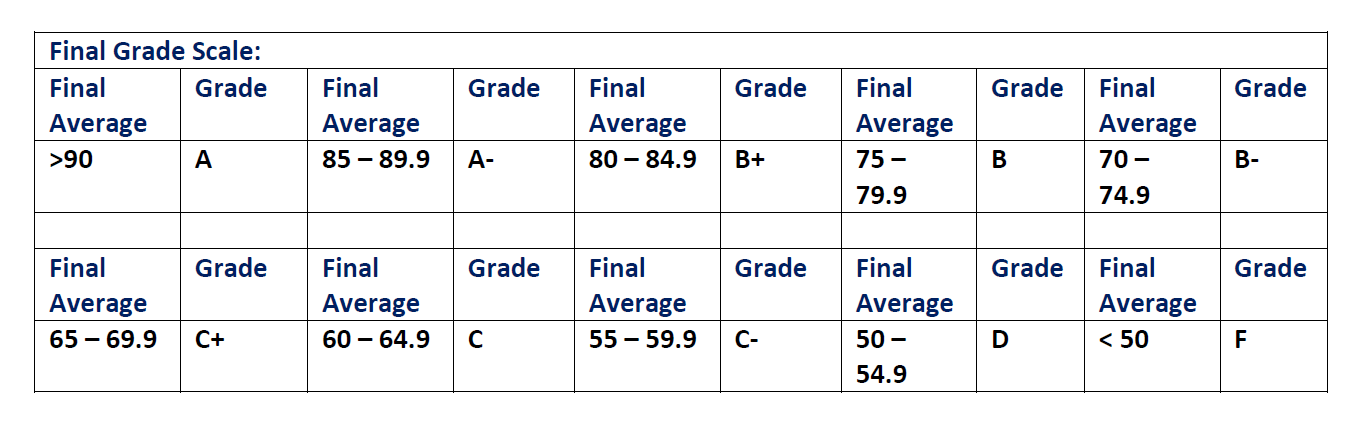 Final Grade Scale:
Final Average Grade Final Average Grade Final Average Grade Final Average Grade Final Average Grade
>90 A 85 – 89.9 A- 80 – 84.9 B+ 75 – 79.9 B 70 – 74.9 B-
Final Average Grade Final Average Grade Final Average Grade Final Average Grade Final Average Grade
65 – 69.9 C+ 60 – 64.9 C 55 – 59.9 C- 50 – 54.9 D < 50 F